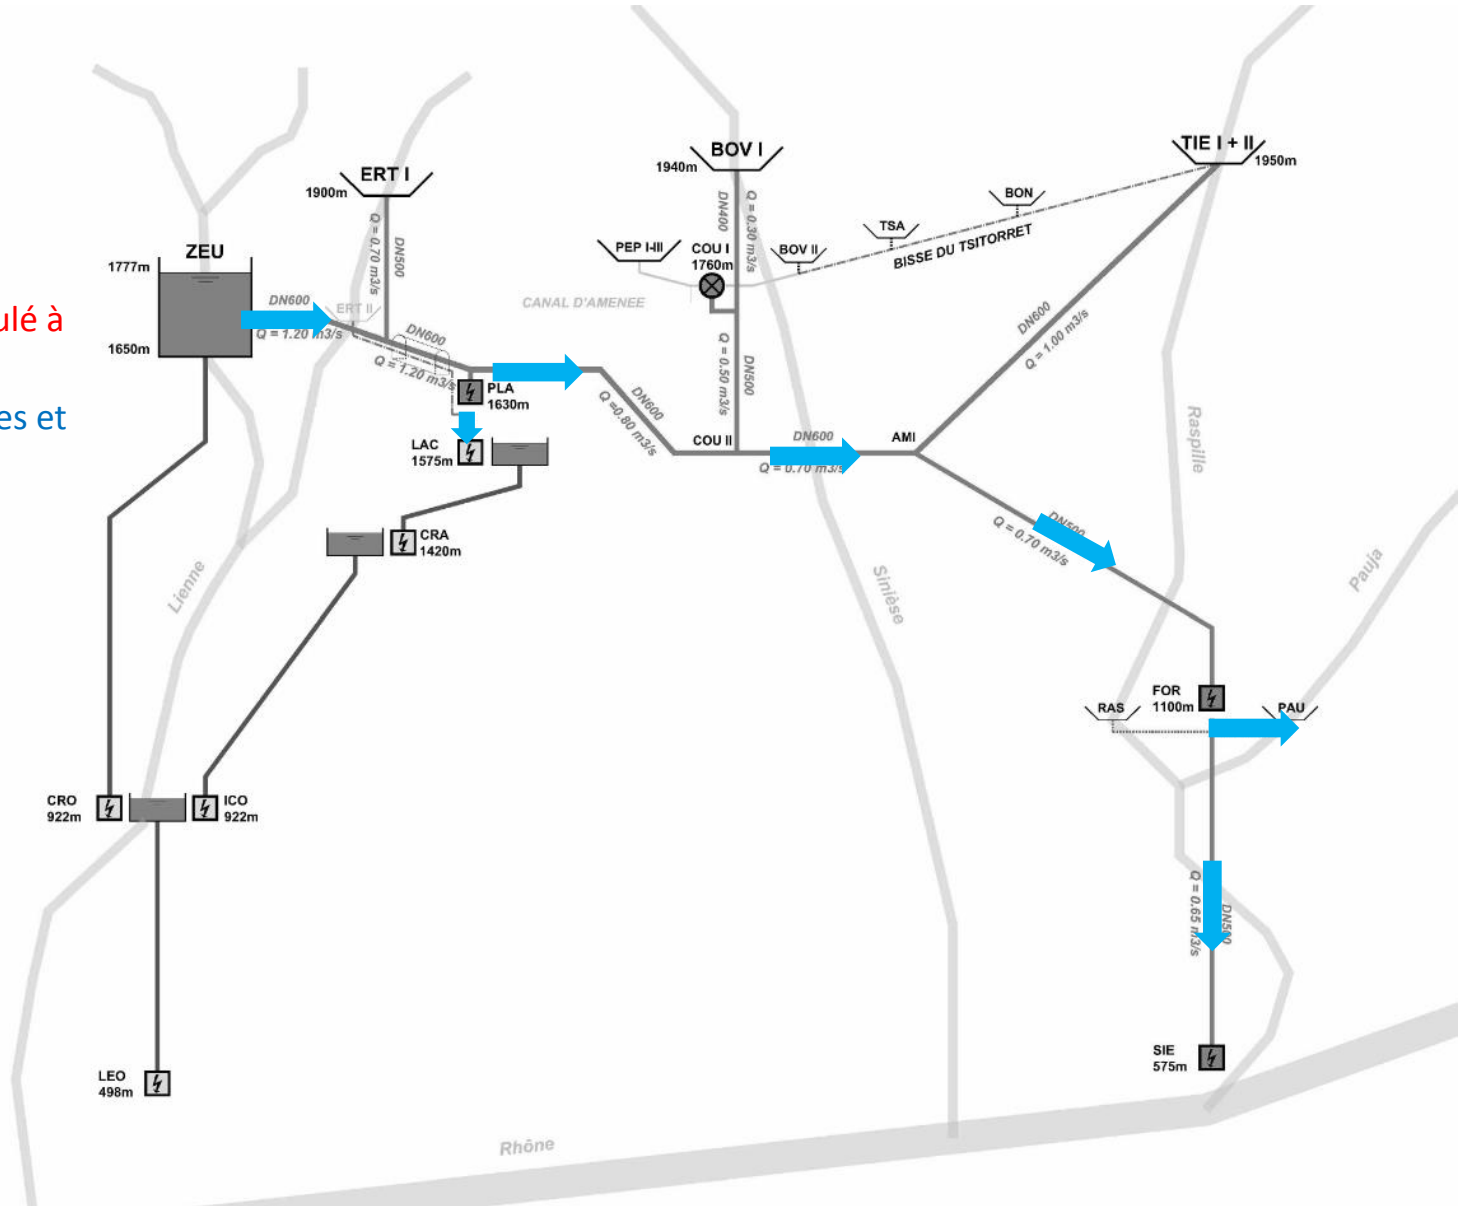 TIE I + II
1950m
BOV I
1940m
ERT I
1900m
BON
TSA
BOV II
BISSE DU TSITORRET
PEP I-III
COU I
1760m
DN400
Q = 0.30 m3/s
Q = 0.70 m3/s
DN500
ZEU
1777m
1650m
CANAL D'AMENEE
ulé à
es et
DN600
Q = 1.20 m3/s
ERT II
DN600
Q = 1.20 m3/s
PLA
1630m
DN600
Q =0.80 m3/s
Q = 0.50 m3/s
DN500
DN600
Q = 1.00 m3/s
LAC
1575m
COU II
DN600
Q = 0.70 m3/s
AMI
Raspille
CRA
1420m
DN500
Q = 0.70 m3/s
Lienne
Sinièse
Pauja
FOR
1100m
RAS
PAU
CRO
922m
ICO
922m
Q = 0.65 m3/s
DN500
SIE
575m
LEO
498m
Rhône